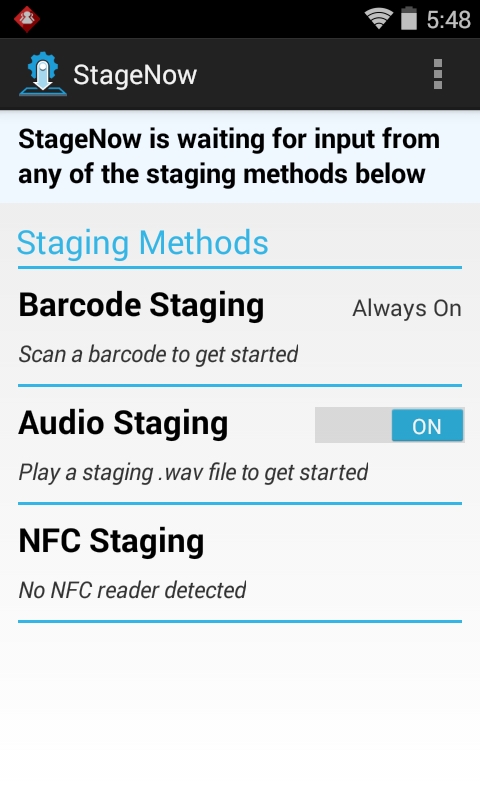 5:48
StageNow
StageNow is waiting for input from
any of the staging methods below
Staging Methods
Barcode Staging
Always On
Scan a barcode to get started
Audio Staging
ON
Play a staging .wav file to get started
NFC Staging
No NFC reader detected